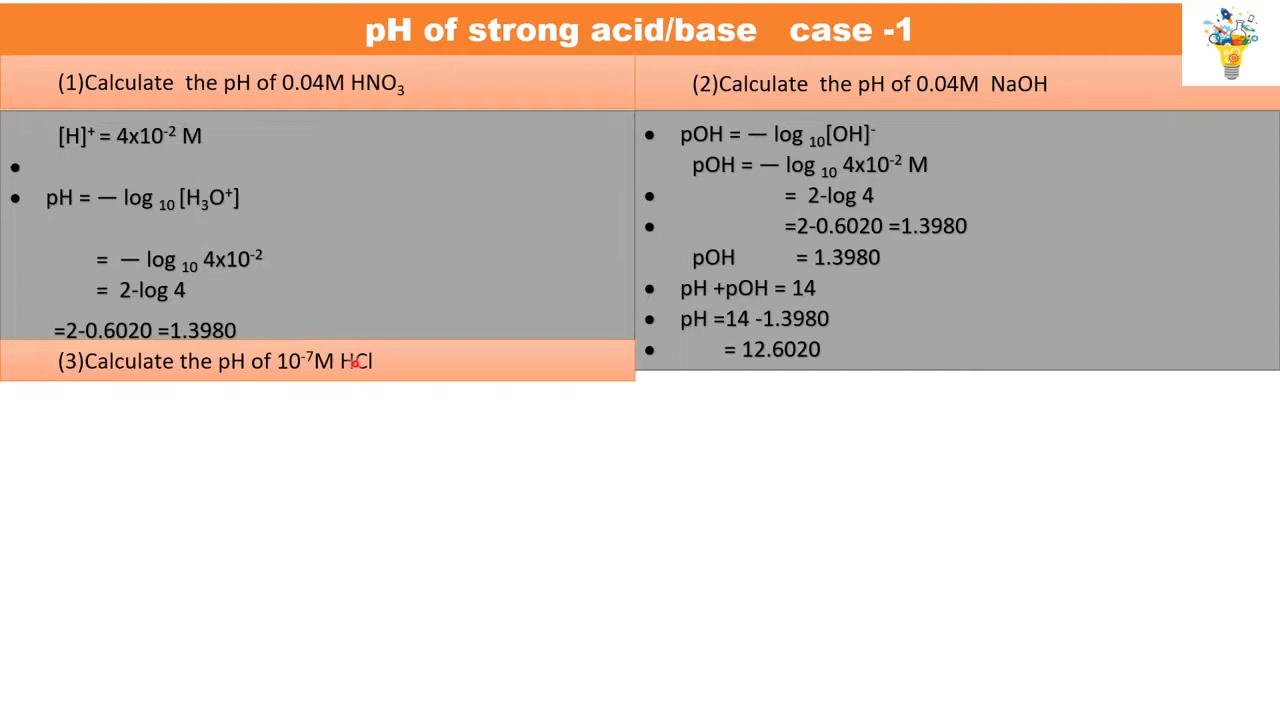 pH of strong acid/base case -1
(1)Calculate the pH of 0.04M HNO₃
[H]⁺ = 4x10⁻² M
•
• pH = — log ₁₀ [H₃O⁺]
= — log ₁₀ 4x10⁻²
= 2-log 4
=2-0.6020 =1.3980
(3)Calculate the pH of 10⁻⁷M HCl
(2)Calculate the pH of 0.04M NaOH
• pOH = — log ₁₀[OH]⁻
pOH = — log ₁₀ 4x10⁻² M
• = 2-log 4
• =2-0.6020 =1.3980
pOH = 1.3980
• pH +pOH = 14
• pH =14 -1.3980
• = 12.6020